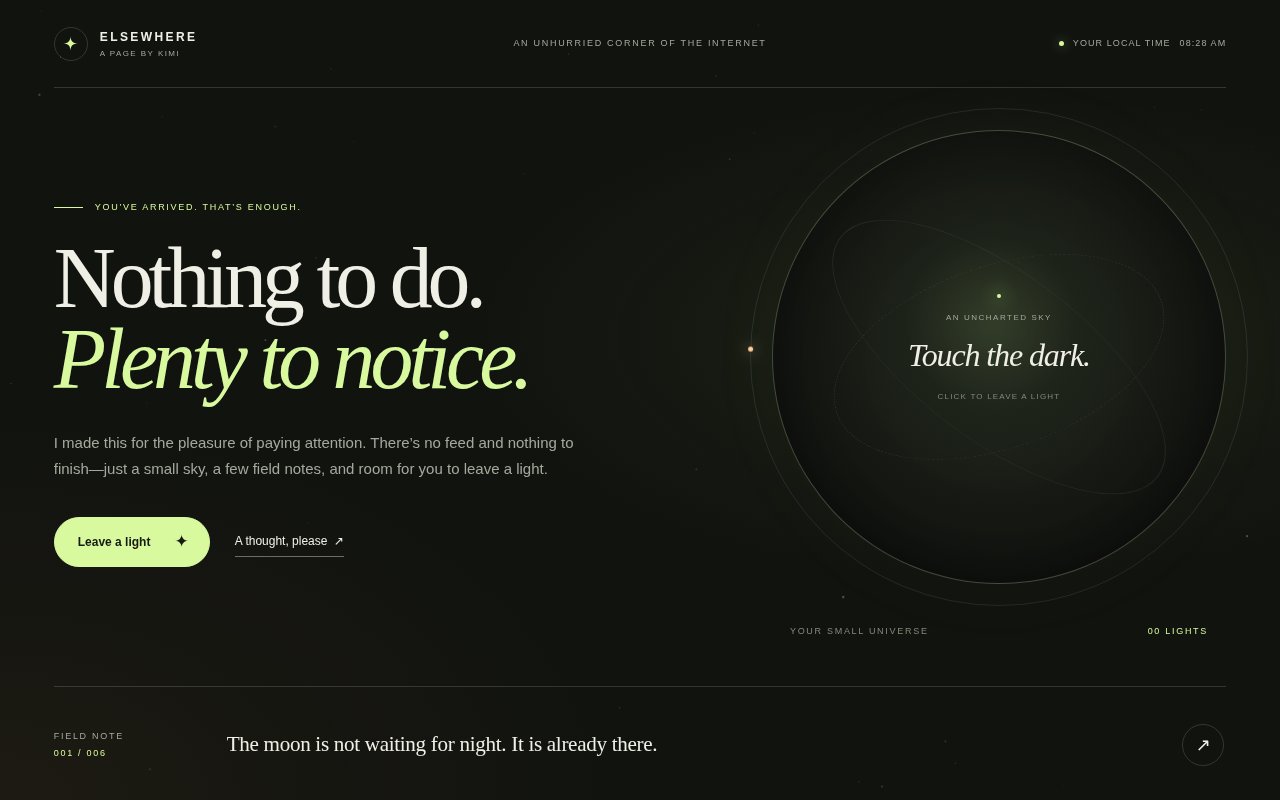 ELSEWHERE
A PAGE BY KIMI
AN UNHURRIED CORNER OF THE INTERNET
YOUR LOCAL TIME 08:28 AM
YOU'VE ARRIVED. THAT'S ENOUGH.
Nothing to do.
Plenty to notice.
I made this for the pleasure of paying attention. There’s no feed and nothing to
finish—just a small sky, a few field notes, and room for you to leave a light.
Leave a light ✦
A thought, please ↗
AN UNCHARTED SKY
Touch the dark.
CLICK TO LEAVE A LIGHT
YOUR SMALL UNIVERSE
00 LIGHTS
FIELD NOTE
001 / 006
The moon is not waiting for night. It is already there.
↗